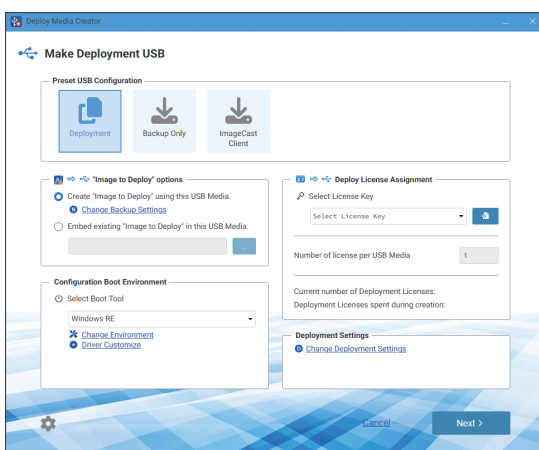 Deploy Media Creator
Make Deployment USB
Preset USB Configuration
Deployment
Backup Only
ImageCast
Client
"Image to Deploy" options
Create "Image to Deploy" using this USB Media.
Change Backup Settings
Embed existing "Image to Deploy" in this USB Media.
...
Configuration Boot Environment
Select Boot Tool
Windows RE
Change Environment
Driver Customize
Deploy License Assignment
Select License Key
Select License Key
Number of license per USB Media
1
Current number of Deployment Licenses:
Deployment Licenses spent during creation:
Deployment Settings
Change Deployment Settings
Cancel
Next >